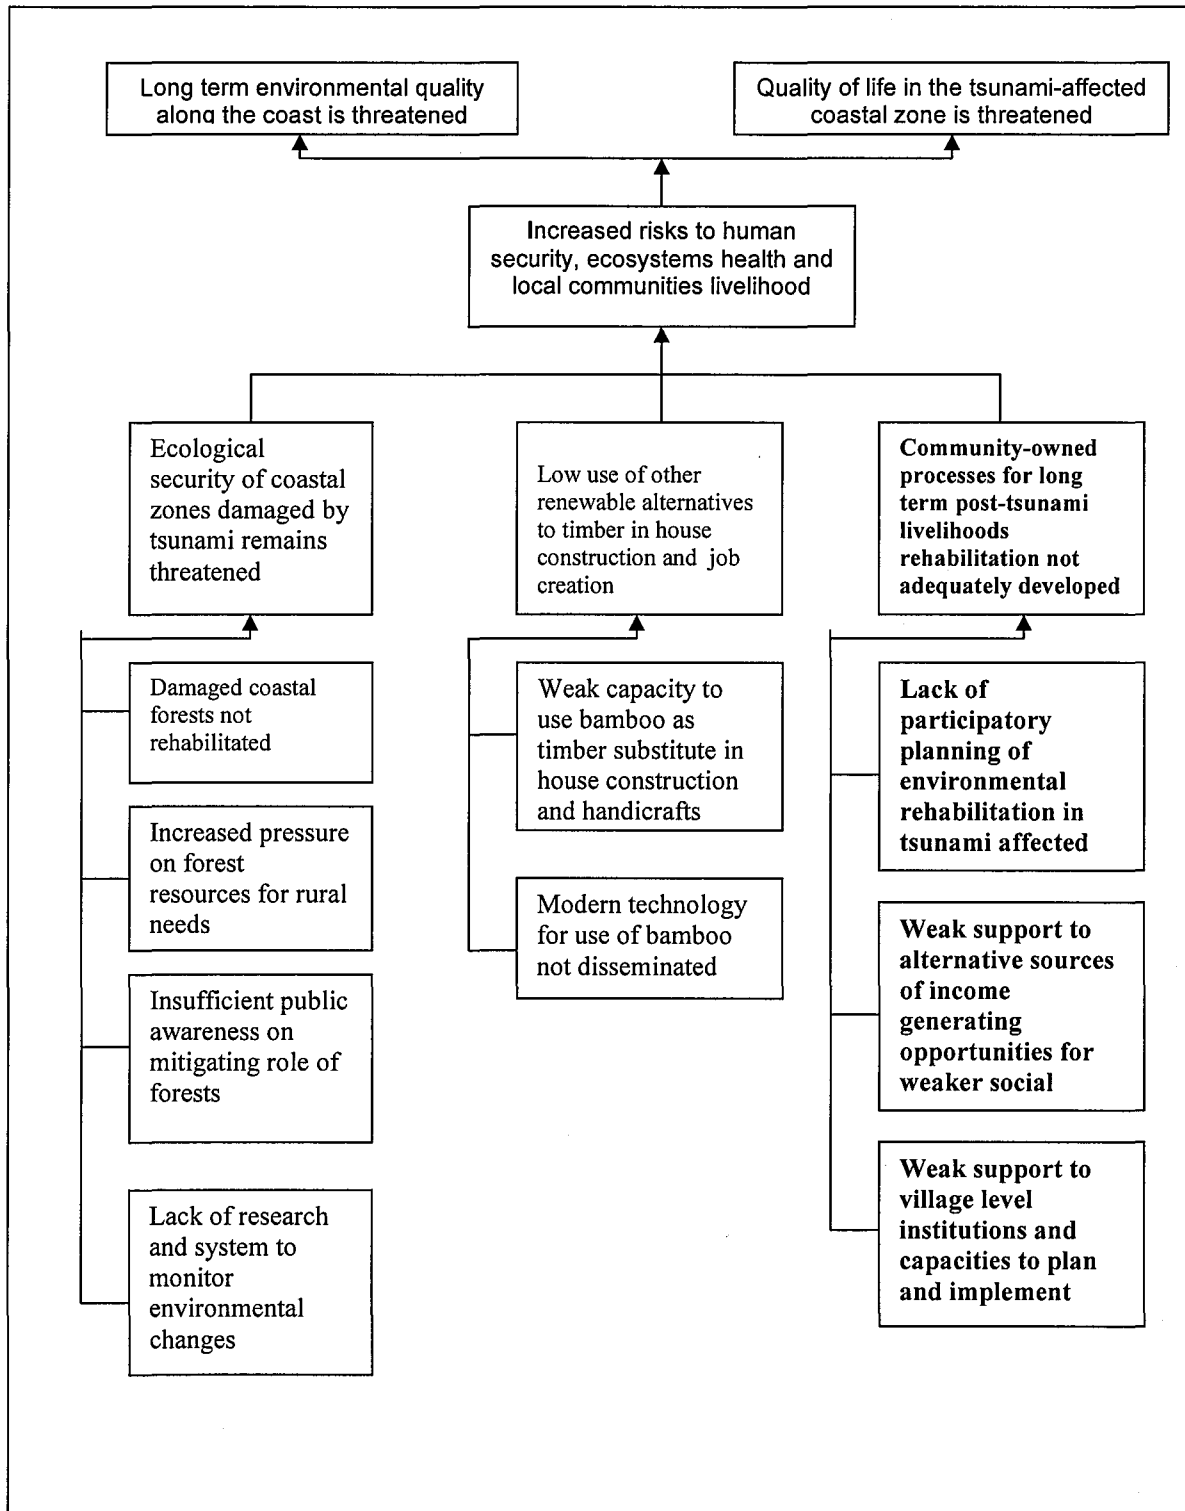 Long term environmental quality
along the coast is threatened
Quality of life in the tsunami-affected
coastal zone is threatened
Increased risks to human
security, ecosystems health and
local communities livelihood
Ecological
security of coastal
zones damaged by
tsunami remains
threatened
Low use of other
renewable alternatives
to timber in house
construction and job
creation
Community-owned
processes for long
term post-tsunami
livelihoods
rehabilitation not
adequately developed
Damaged coastal
forests not
rehabilitated
Increased pressure
on forest
resources for rural
needs
Insufficient public
awareness on
mitigating role of
forests
Lack of research
and system to
monitor
environmental
changes
Weak capacity to
use bamboo as
timber substitute in
house construction
and handicrafts
Modern technology
for use of bamboo
not disseminated
Lack of
participatory
planning of
environmental
rehabilitation in
tsunami affected
Weak support to
alternative sources
of income
generating
opportunities for
weaker social
Weak support to
village level
institutions and
capacities to plan
and implement